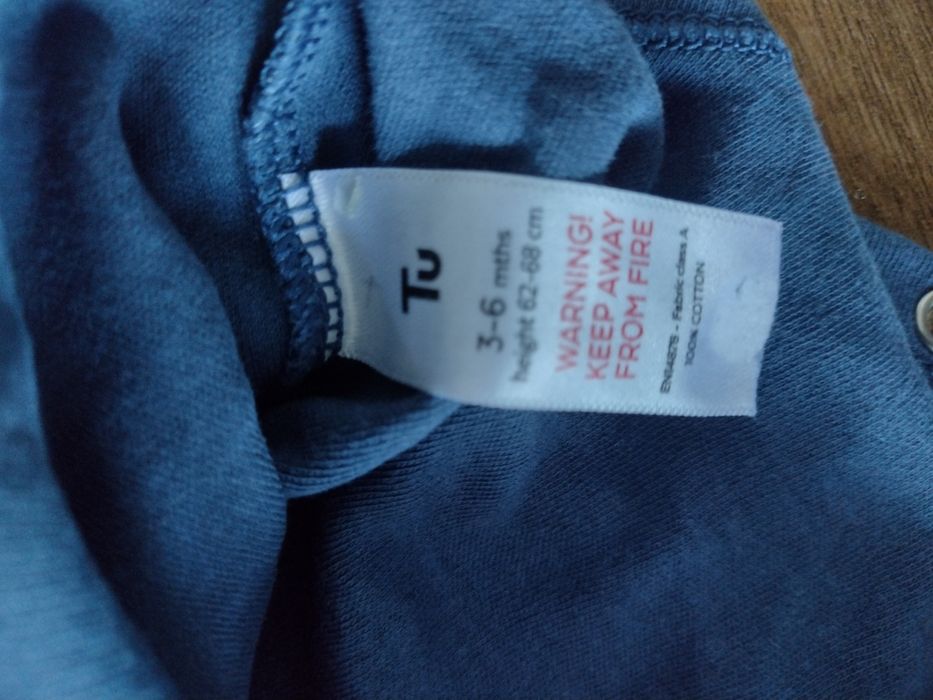 Tu
3-6 mths
height 62-68 cm
WARNING!
KEEP AWAY
FROM FIRE
EN14878 - Fabric class A
100% COTTON